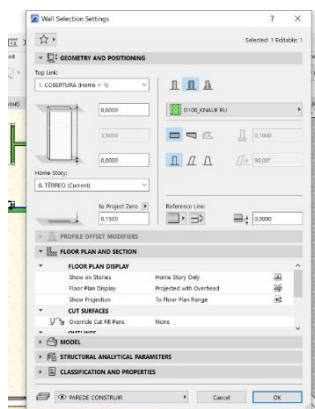 Wall Selection Settings
? ×
Selected: 1 Editable: 1
GEOMETRY AND POSITIONING
Top Link:
1. COBERTURA (Home + 1)
0,0000
D108_KNAUF RU
3,5000
0,1000
0,0000
90,00°
Home Story:
0. TÉRREO (Current)
to Project Zero
Reference Line:
0,1500
0,0000
PROFILE OFFSET MODIFIERS
FLOOR PLAN AND SECTION
FLOOR PLAN DISPLAY
Show on Stories Home Story Only
Floor Plan Display Projected with Overhead
Show Projection To Floor Plan Range
CUT SURFACES
Override Cut Fill Pens None
OUTLINES
MODEL
STRUCTURAL ANALYTICAL PARAMETERS
CLASSIFICATION AND PROPERTIES
PAREDE CONSTRUIR
Cancel
OK